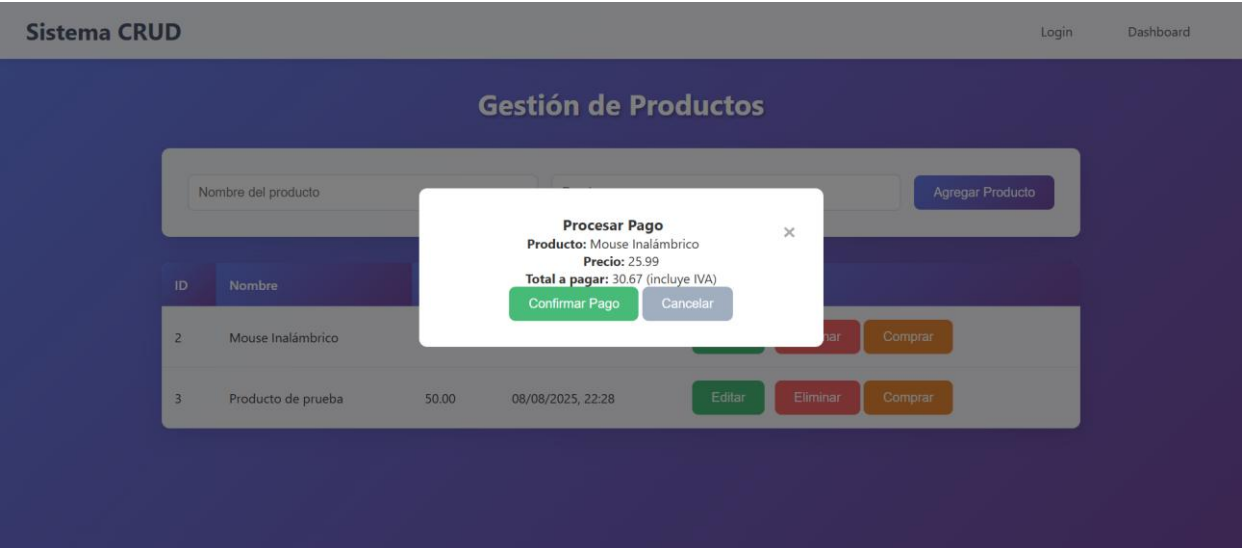 Sistema CRUD
Login
Dashboard
Gestión de Productos
Nombre del producto
Agregar Producto
Procesar Pago
×
Producto: Mouse Inalámbrico
Precio: 25.99
Total a pagar: 30.67 (incluye IVA)
Confirmar Pago
Cancelar
ID
Nombre
2
Mouse Inalámbrico
Comprar
3
Producto de prueba
50.00
08/08/2025, 22:28
Editar
Eliminar
Comprar